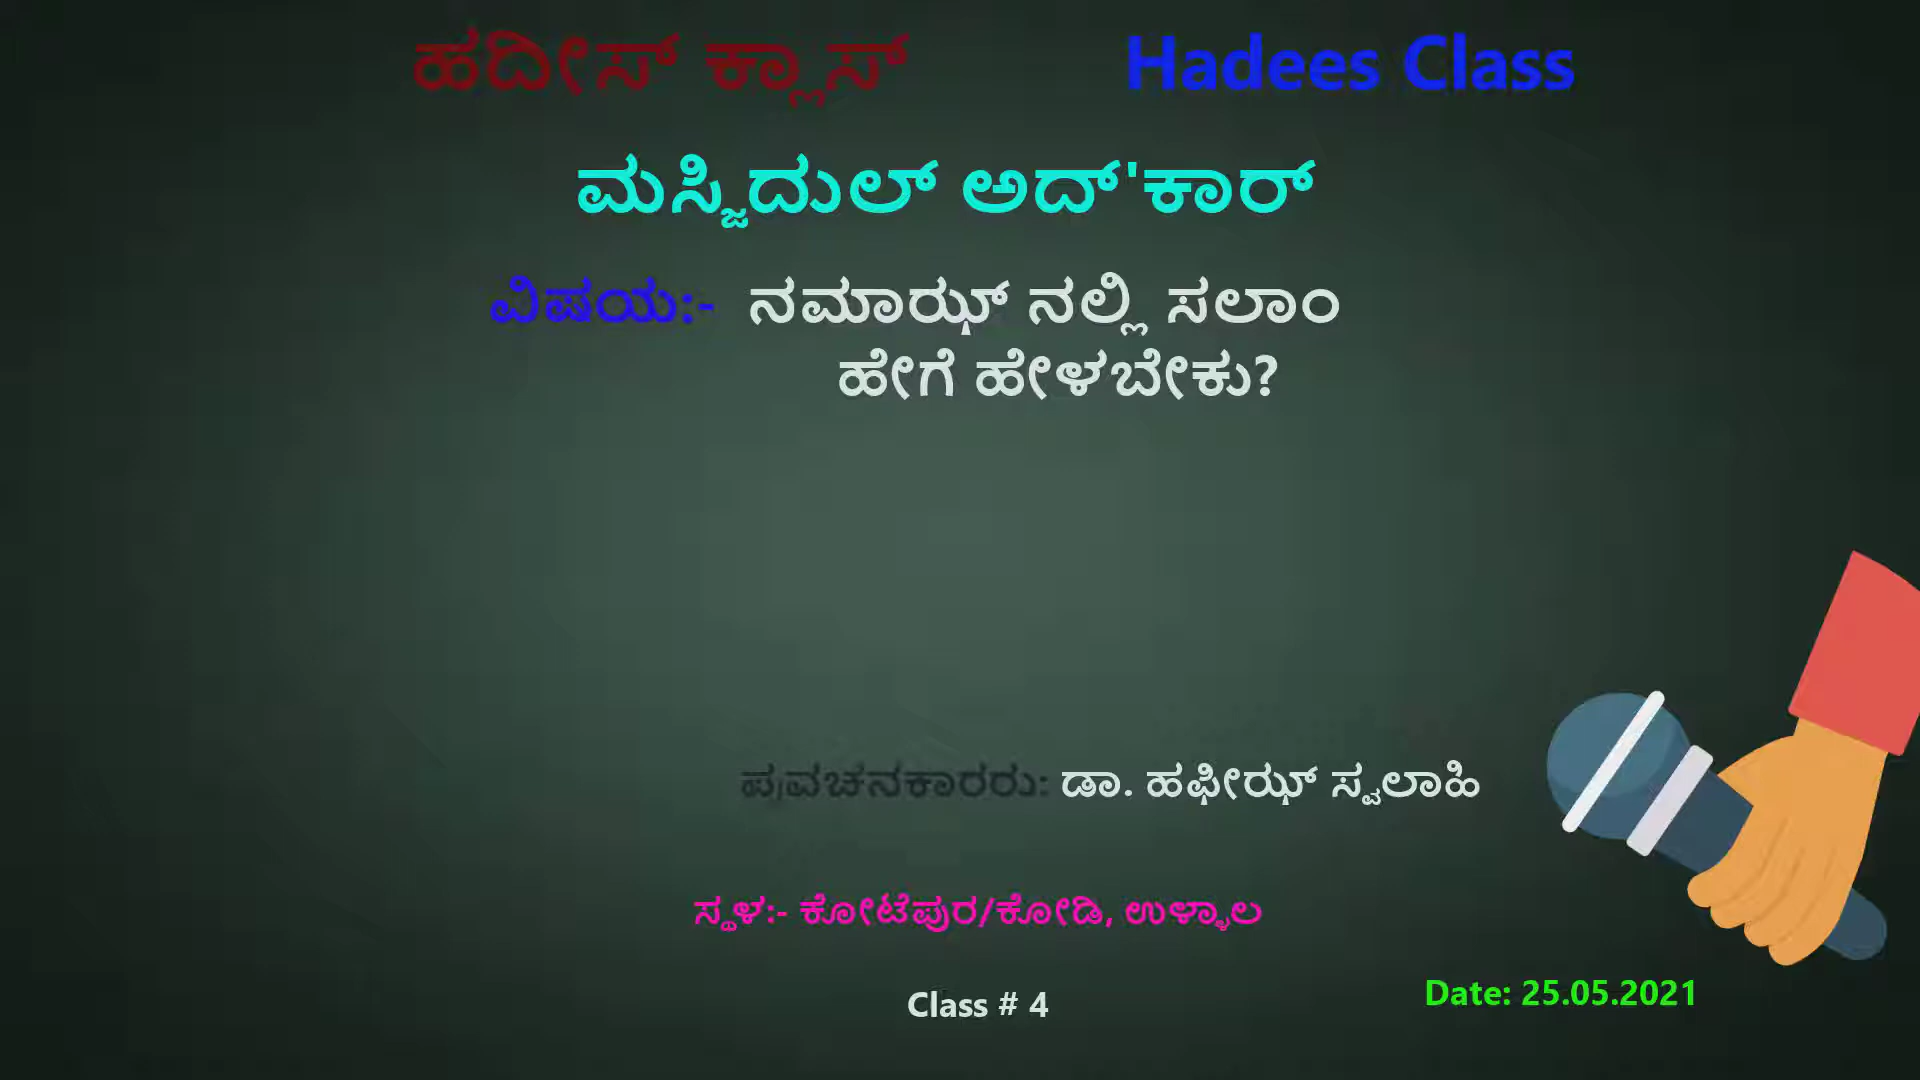 ಹದೀಸ್ ಕ್ಲಾಸ್ Hadees Class
ಮಸ್ಜಿದುಲ್ ಅದ್'ಕಾರ್
ವಿಷಯ:- ನಮಾಝ್ ನಲ್ಲಿ ಸಲಾಂ
ಹೇಗೆ ಹೇಳಬೇಕು?
ಪ್ರವಚನಕಾರರು: ಡಾ. ಹಫೀಝ್ ಸ್ವಲಾಹಿ
ಸ್ಥಳ:- ಕೋಟೆಪುರ/ಕೋಡಿ, ಉಳ್ಳಾಲ
Class # 4
Date: 25.05.2021